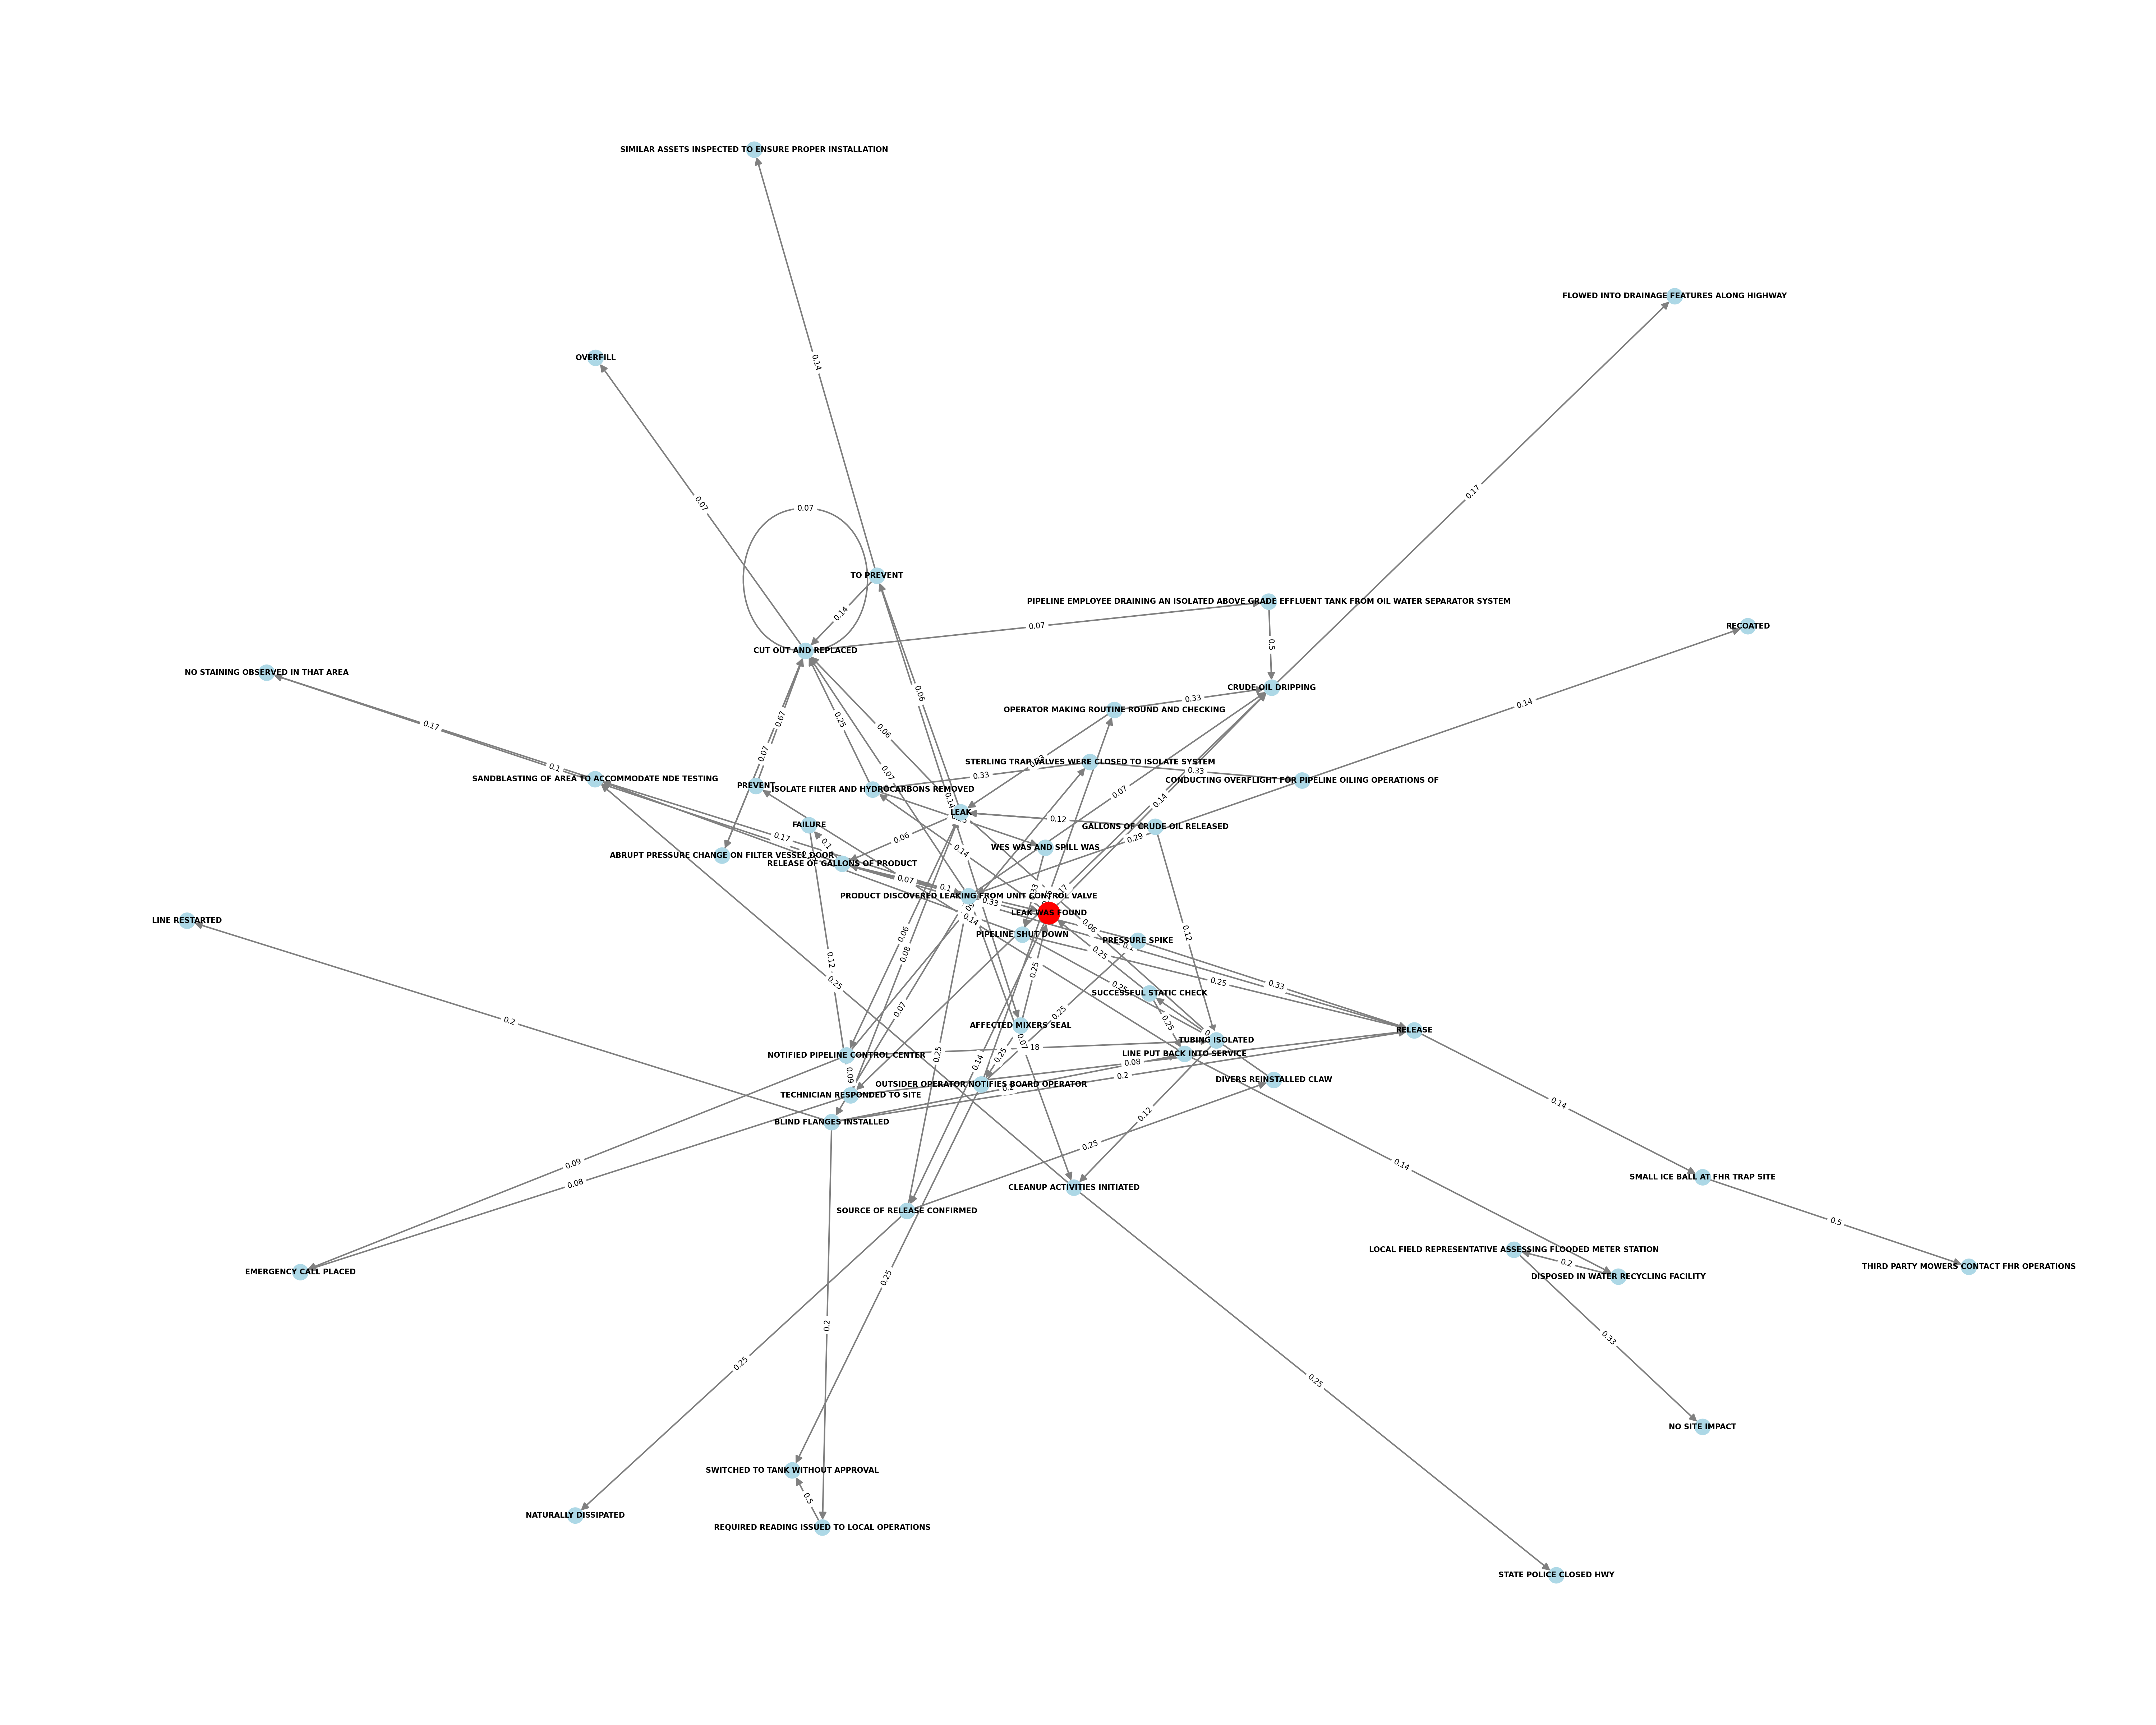 SIMILAR ASSETS INSPECTED TO ENSURE PROPER INSTALLATION
FLOWED INTO DRAINAGE FEATURES ALONG HIGHWAY
OVERFILL
0.14
0.17
0.07
0.07
TO PREVENT
PIPELINE EMPLOYEE DRAINING AN ISOLATED ABOVE GRADE EFFLUENT TANK FROM OIL WATER SEPARATOR SYSTEM
0.14
0.07
RECOATED
0.5
CUT OUT AND REPLACED
NO STAINING OBSERVED IN THAT AREA
CRUDE OIL DRIPPING
0.06
0.33
0.14
OPERATOR MAKING ROUTINE ROUND AND CHECKING
0.67
0.25
0.17
0.06
0.07
STERLING TRAP VALVES WERE CLOSED TO ISOLATE SYSTEM
0.1
0.33
0.33
0.07
SANDBLASTING OF AREA TO ACCOMMODATE NDE TESTING
CONDUCTING OVERFLIGHT FOR PIPELINE OILING OPERATIONS OF
PREVENT
ISOLATE FILTER AND HYDROCARBONS REMOVED
0.07
0.14
0.14
LEAK
0.12
FAILURE
GALLONS OF CRUDE OIL RELEASED
0.17
0.06
0.29
0.1
WES WAS AND SPILL WAS
0.14
ABRUPT PRESSURE CHANGE ON FILTER VESSEL DOOR
RELEASE OF GALLONS OF PRODUCT
0.07
0.1
PRODUCT DISCOVERED LEAKING FROM UNIT CONTROL VALVE
0.33
LEAK WAS FOUND
0.14
LINE RESTARTED
0.06
0.12
PIPELINE SHUT DOWN
PRESSURE SPIKE
0.06
0.1
0.08
0.25
0.12
0.25
0.25
0.25
0.33
0.25
SUCCESSFUL STATIC CHECK
0.07
0.25
0.2
AFFECTED MIXERS SEAL
0.25
RELEASE
TUBING ISOLATED
0.07
18
NOTIFIED PIPELINE CONTROL CENTER
0.25
0.25
LINE PUT BACK INTO SERVICE
0.14
0.08
0.09
0.2
DIVERS REINSTALLED CLAW
OUTSIDER OPERATOR NOTIFIES BOARD OPERATOR
0.2
TECHNICIAN RESPONDED TO SITE
0.14
BLIND FLANGES INSTALLED
0.12
0.25
0.09
0.14
SMALL ICE BALL AT FHR TRAP SITE
0.08
CLEANUP ACTIVITIES INITIATED
SOURCE OF RELEASE CONFIRMED
0.5
LOCAL FIELD REPRESENTATIVE ASSESSING FLOODED METER STATION
0.2
THIRD PARTY MOWERS CONTACT FHR OPERATIONS
EMERGENCY CALL PLACED
DISPOSED IN WATER RECYCLING FACILITY
0.25
0.2
0.33
0.25
0.25
NO SITE IMPACT
SWITCHED TO TANK WITHOUT APPROVAL
0.5
NATURALLY DISSIPATED
REQUIRED READING ISSUED TO LOCAL OPERATIONS
STATE POLICE CLOSED HWY